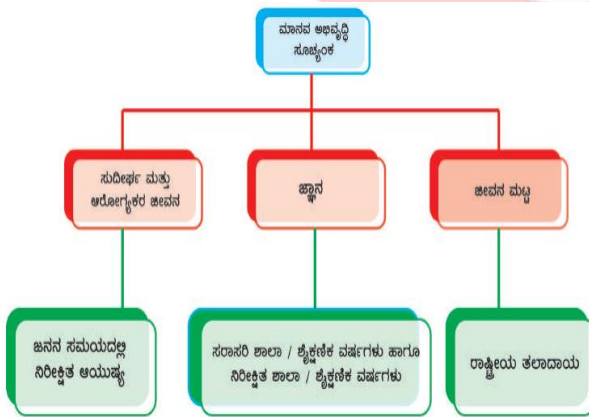 ಮಾನವ ಅಭಿವೃದ್ಧಿ
ಸೂಚ್ಯಂಕ
ಸುದೀರ್ಘ ಮತ್ತು
ಆರೋಗ್ಯಕರ ಜೀವನ
ಜ್ಞಾನ
ಜೀವನ ಮಟ್ಟ
ಜನನ ಸಮಯದಲ್ಲಿ
ನಿರೀಕ್ಷಿತ ಆಯುಷ್ಯ
ಸರಾಸರಿ ಶಾಲಾ / ಶೈಕ್ಷಣಿಕ ವರ್ಷಗಳು ಹಾಗೂ
ನಿರೀಕ್ಷಿತ ಶಾಲಾ / ಶೈಕ್ಷಣಿಕ ವರ್ಷಗಳು
ರಾಷ್ಟ್ರೀಯ ತಲಾದಾಯ